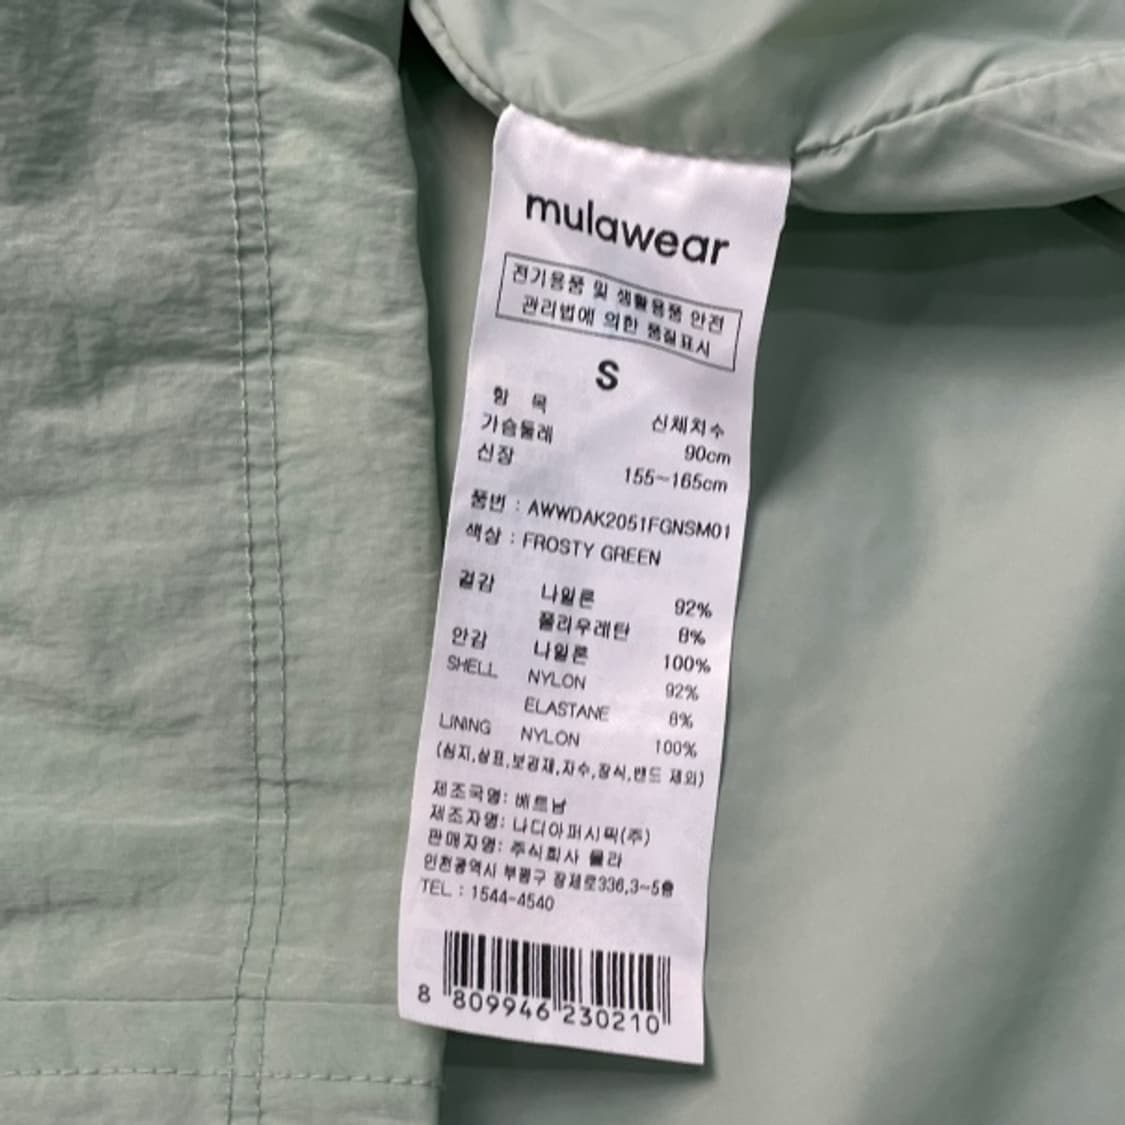 mulawear
전기용품 및 생활용품 안전
관리법에 의한 품질표시
S
항 목 신체치수
가슴둘레 90cm
신장 155~165cm
품번 : AWWDAK2051FGNSM01
색상 : FROSTY GREEN
겉감 나일론 92%
폴리우레탄 8%
안감 나일론 100%
SHELL NYLON 92%
ELASTANE 8%
LINING NYLON 100%
(심지,상표,보강재,자수,장식,밴드 제외)
제조국명: 베트남
제조자명: 나디아퍼시픽(주)
판매자명: 주식회사 물라
인천광역시 부평구 장제로336,3~5층
TEL : 1544-4540
8 809946 230210